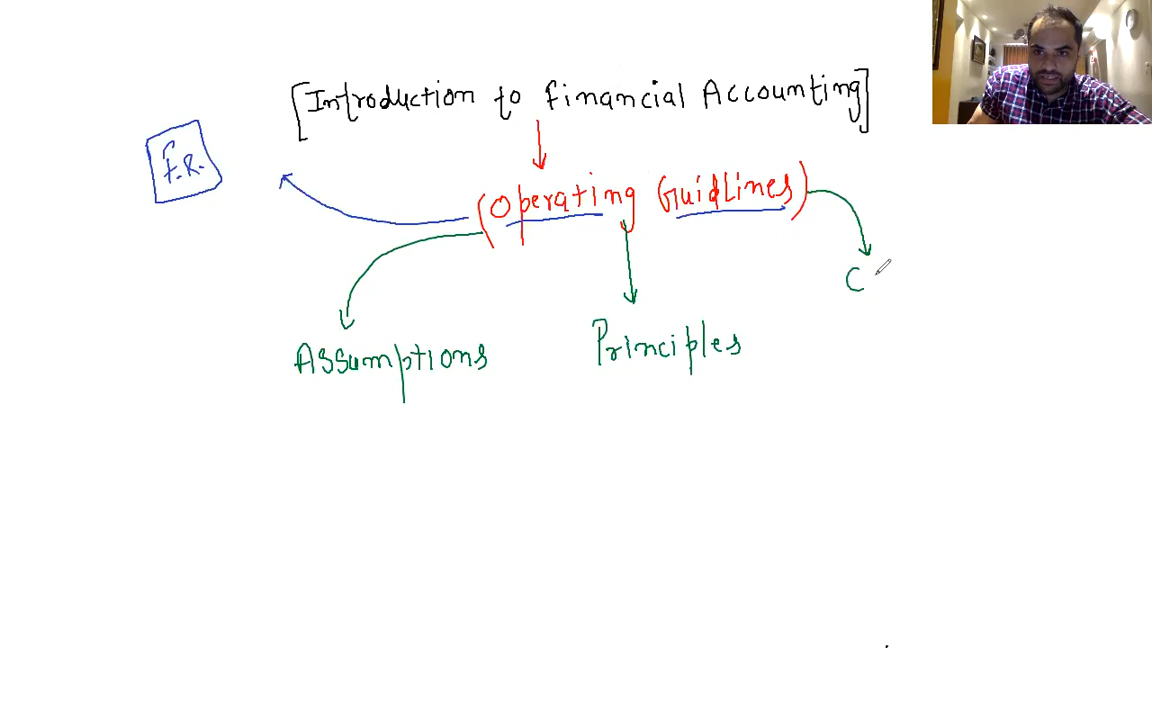 [Introduction to Financial Accounting]
F.R.
(Operating GuidLines)
C
Assumptions
Principles